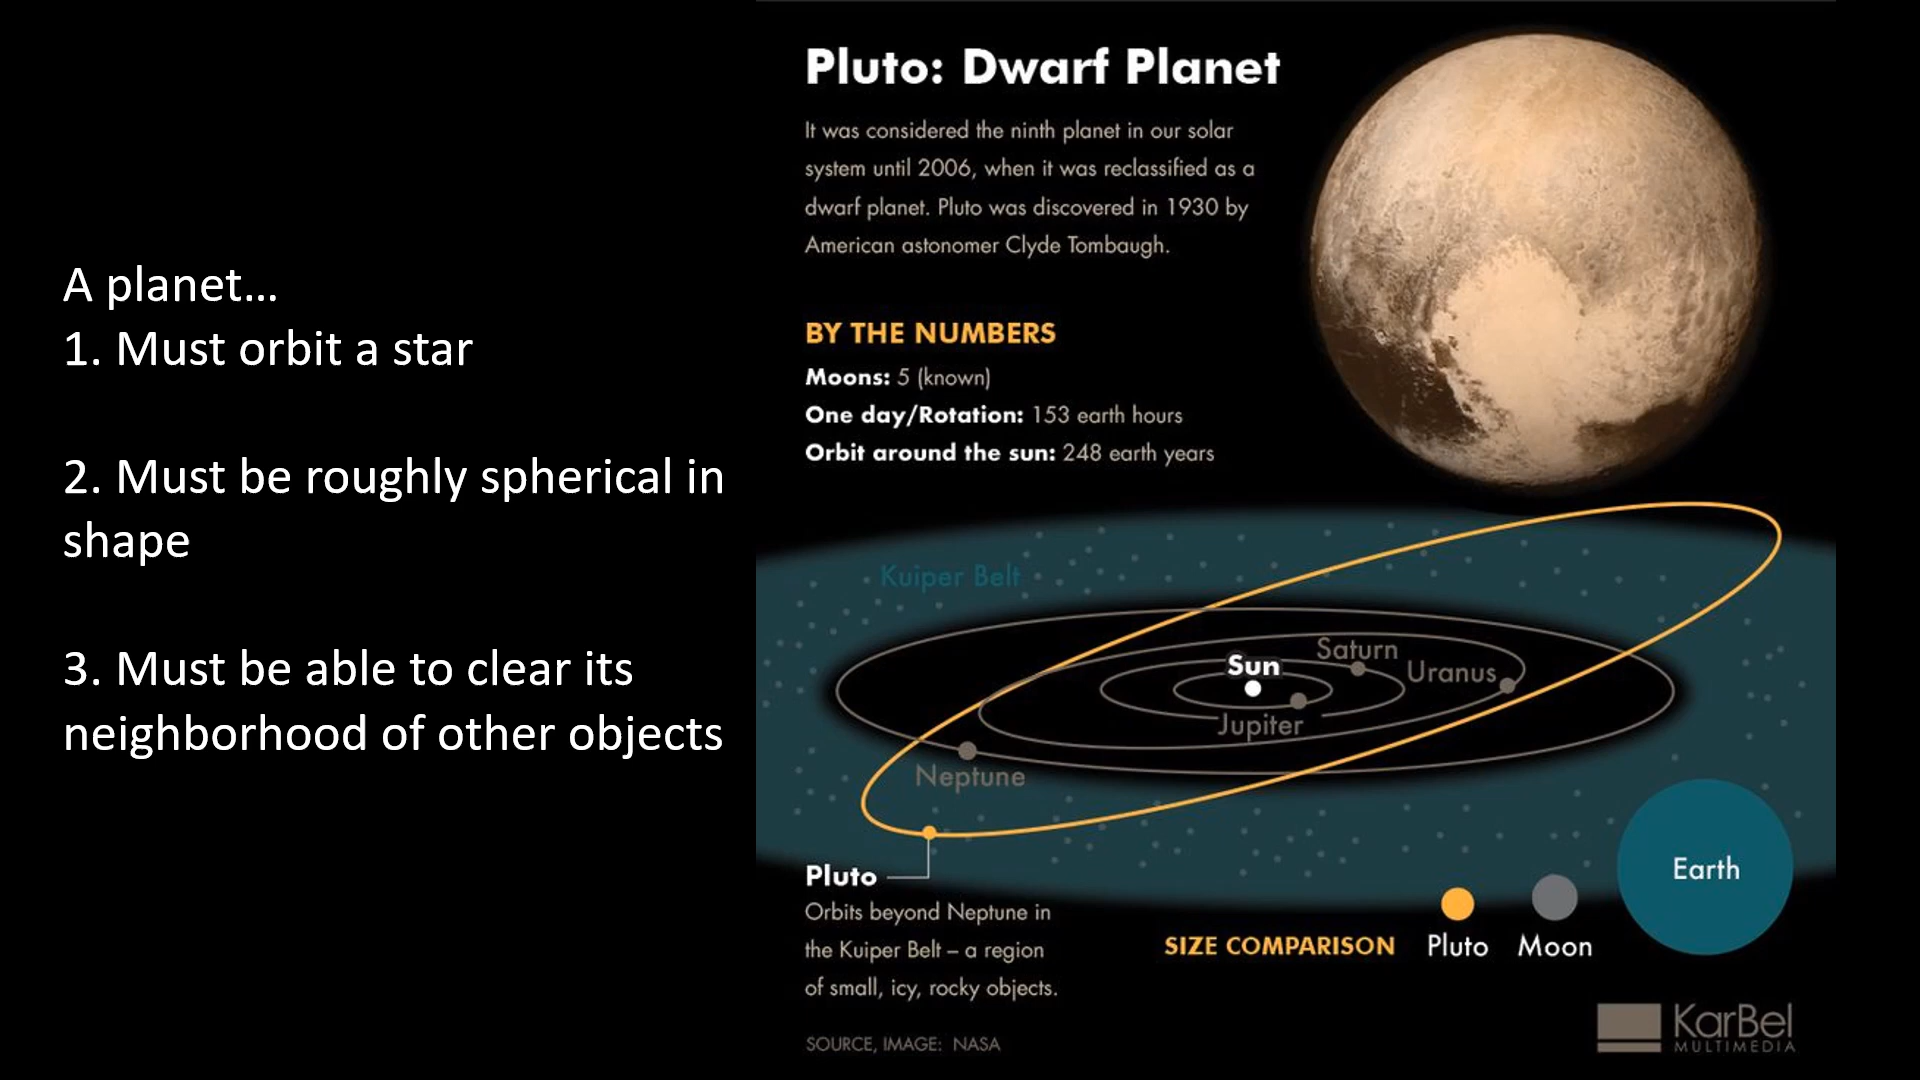 A planet…
1. Must orbit a star
2. Must be roughly spherical in
shape
3. Must be able to clear its
neighborhood of other objects
Pluto: Dwarf Planet
It was considered the ninth planet in our solar
system until 2006, when it was reclassified as a
dwarf planet. Pluto was discovered in 1930 by
American astonomer Clyde Tombaugh.
BY THE NUMBERS
Moons: 5 (known)
One day/Rotation: 153 earth hours
Orbit around the sun: 248 earth years
Kuiper Belt
Sun
Saturn
Uranus
Jupiter
Neptune
Pluto
Orbits beyond Neptune in
the Kuiper Belt – a region
of small, icy, rocky objects.
SIZE COMPARISON
Pluto
Moon
Earth
SOURCE, IMAGE: NASA
KarBel
MULTIMEDIA